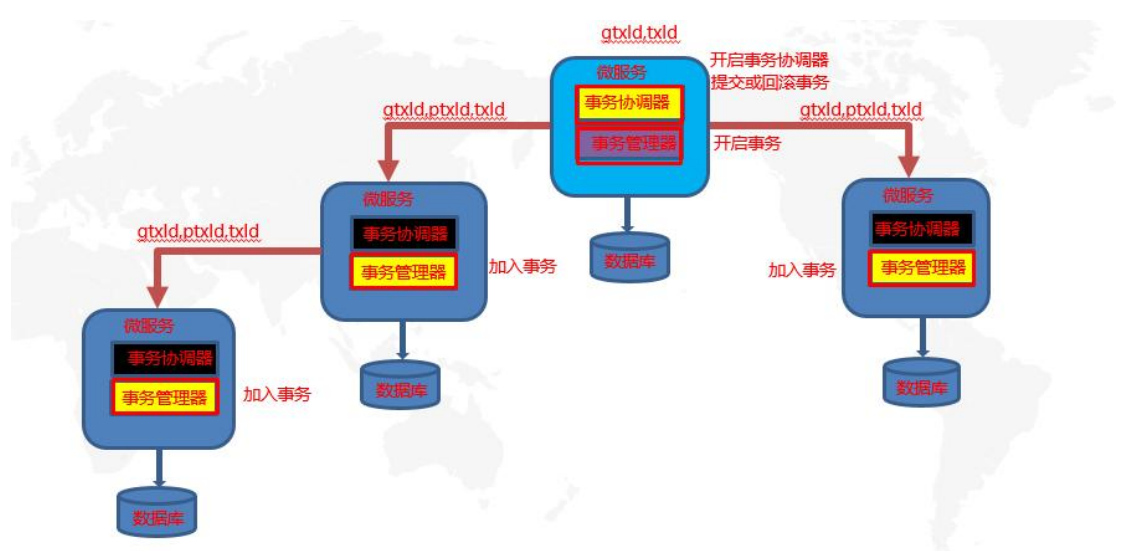 gtxId,txId
微服务
开启事务协调器
提交或回滚事务
事务协调器
gtxId,ptxId,txId
gtxId,ptxId,txId
事务管理器
开启事务
微服务
微服务
事务协调器
事务协调器
gtxId,ptxId,txId
事务管理器
加入事务
数据库
加入事务
事务管理器
微服务
事务协调器
数据库
数据库
事务管理器
加入事务
数据库